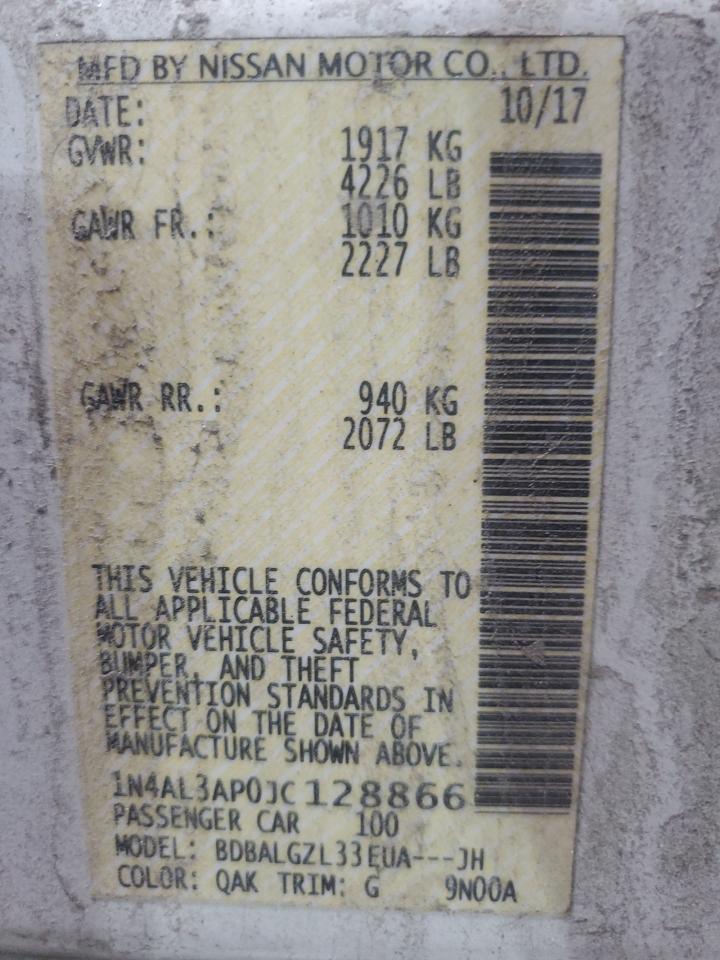 MFD BY NISSAN MOTOR CO., LTD.
DATE: 10/17
GVWR: 1917 KG
4226 LB
GAWR FR.: 1010 KG
2227 LB
GAWR RR.: 940 KG
2072 LB
THIS VEHICLE CONFORMS TO
ALL APPLICABLE FEDERAL
MOTOR VEHICLE SAFETY,
BUMPER, AND THEFT
PREVENTION STANDARDS IN
EFFECT ON THE DATE OF
MANUFACTURE SHOWN ABOVE.
1N4AL3AP0JC128866
PASSENGER CAR 100
MODEL: BDBALGZL33EUA---JH
COLOR: QAK TRIM: G 9N00A